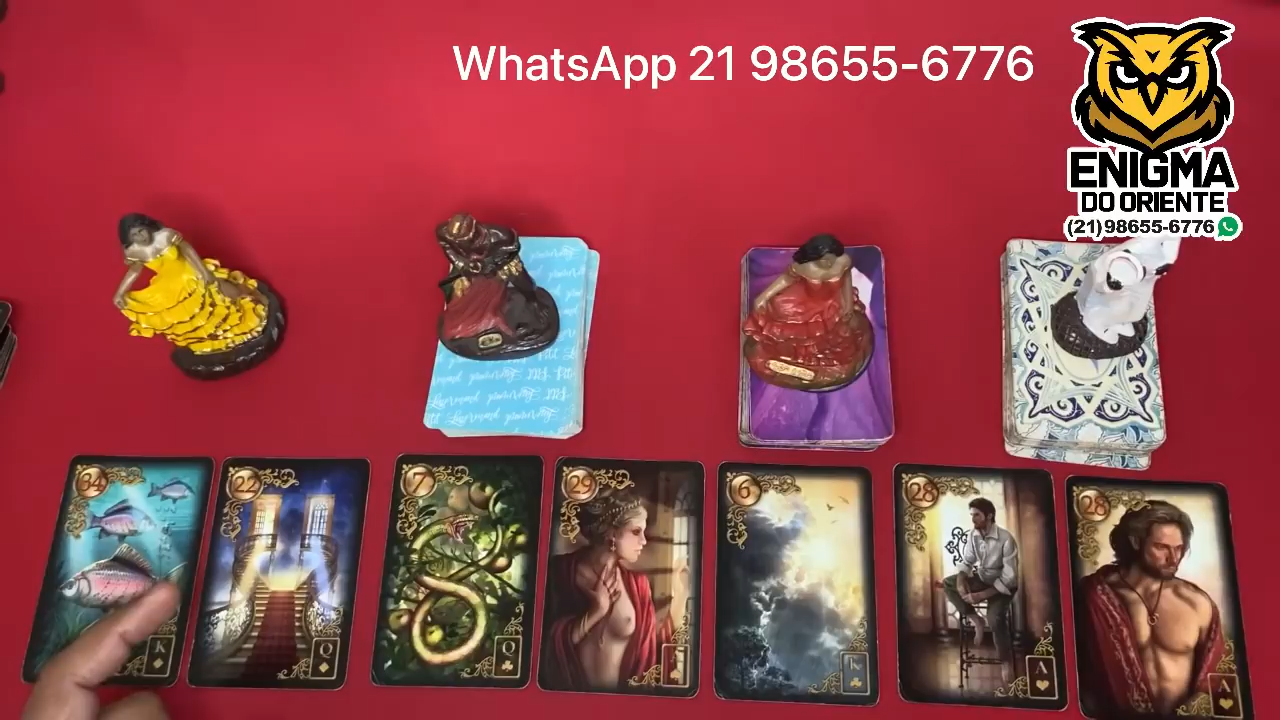 WhatsApp 21 98655-6776
ENIGMA
DO ORIENTE
(21)98655-6776
34
22
7
29
6
28
28
K
Q
Q
K
A
A